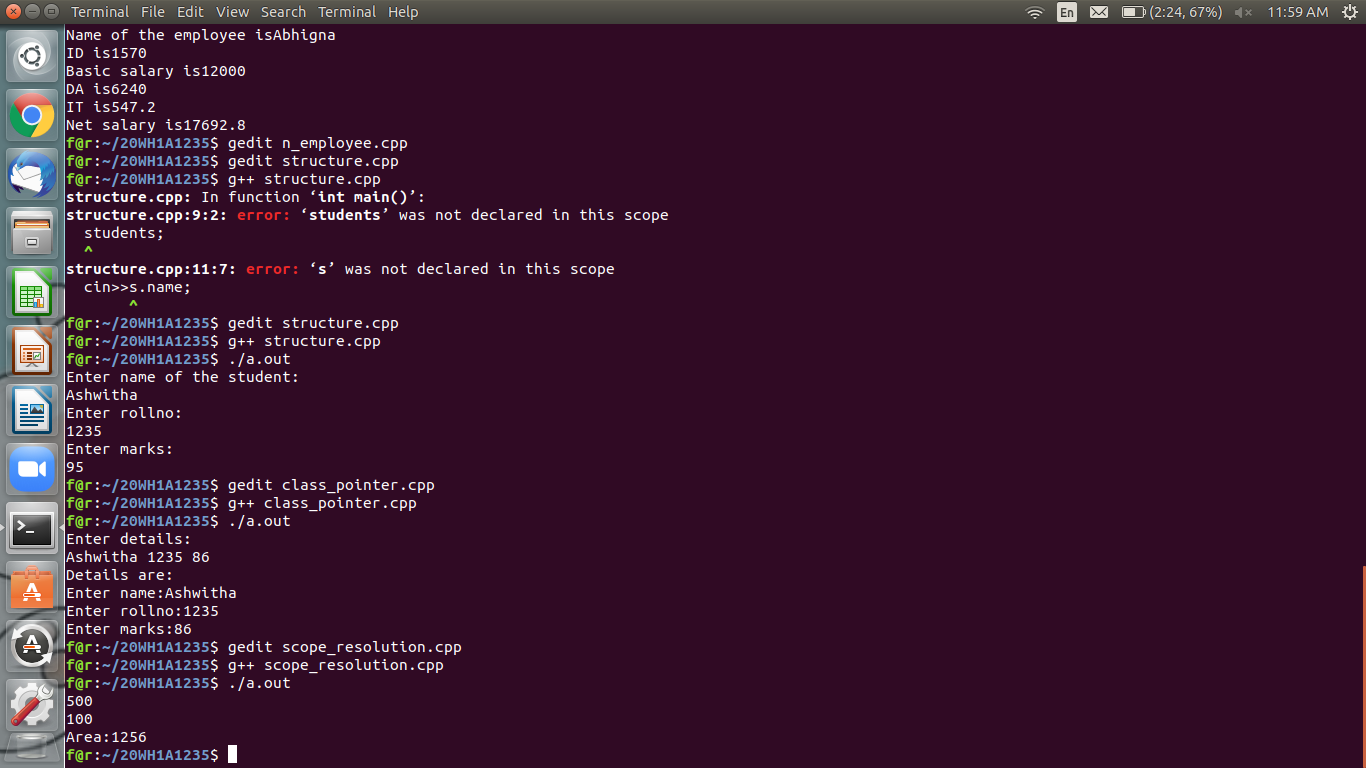 Terminal File Edit View Search Terminal Help En (2:24, 67%) 11:59 AM
Name of the employee isAbhigna
ID is1570
Basic salary is12000
DA is6240
IT is547.2
Net salary is17692.8
f@r:~/20WH1A1235$ gedit n_employee.cpp
f@r:~/20WH1A1235$ gedit structure.cpp
f@r:~/20WH1A1235$ g++ structure.cpp
structure.cpp: In function ‘int main()’:
structure.cpp:9:2: error: ‘students’ was not declared in this scope
  students;
  ^
structure.cpp:11:7: error: ‘s’ was not declared in this scope
  cin>>s.name;
       ^
f@r:~/20WH1A1235$ gedit structure.cpp
f@r:~/20WH1A1235$ g++ structure.cpp
f@r:~/20WH1A1235$ ./a.out
Enter name of the student:
Ashwitha
Enter rollno:
1235
Enter marks:
95
f@r:~/20WH1A1235$ gedit class_pointer.cpp
f@r:~/20WH1A1235$ g++ class_pointer.cpp
f@r:~/20WH1A1235$ ./a.out
Enter details:
Ashwitha 1235 86
Details are:
Enter name:Ashwitha
Enter rollno:1235
Enter marks:86
f@r:~/20WH1A1235$ gedit scope_resolution.cpp
f@r:~/20WH1A1235$ g++ scope_resolution.cpp
f@r:~/20WH1A1235$ ./a.out
500
100
Area:1256
f@r:~/20WH1A1235$